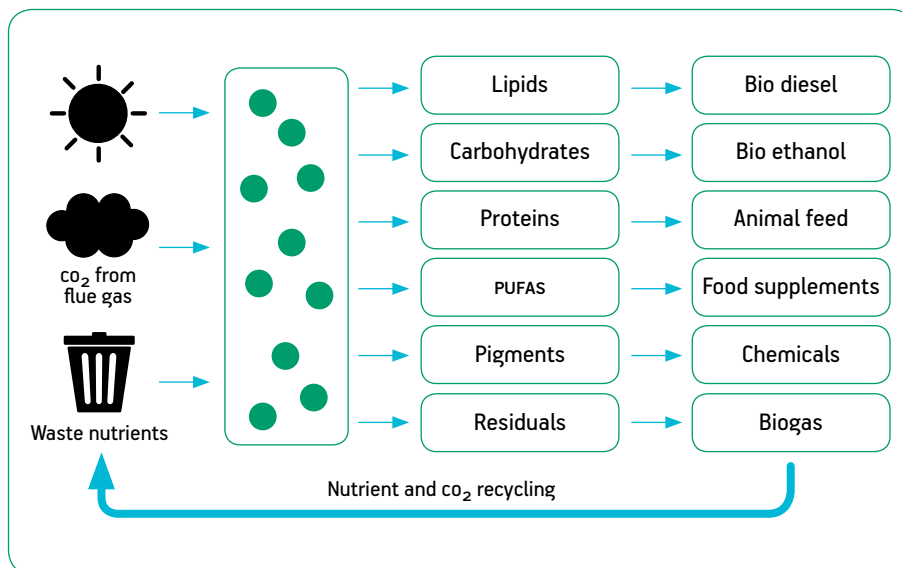 Lipids
Bio diesel
Carbohydrates
Bio ethanol
Proteins
Animal feed
CO₂ from
flue gas
PUFAS
Food supplements
Pigments
Chemicals
Waste nutrients
Residuals
Biogas
Nutrient and CO₂ recycling